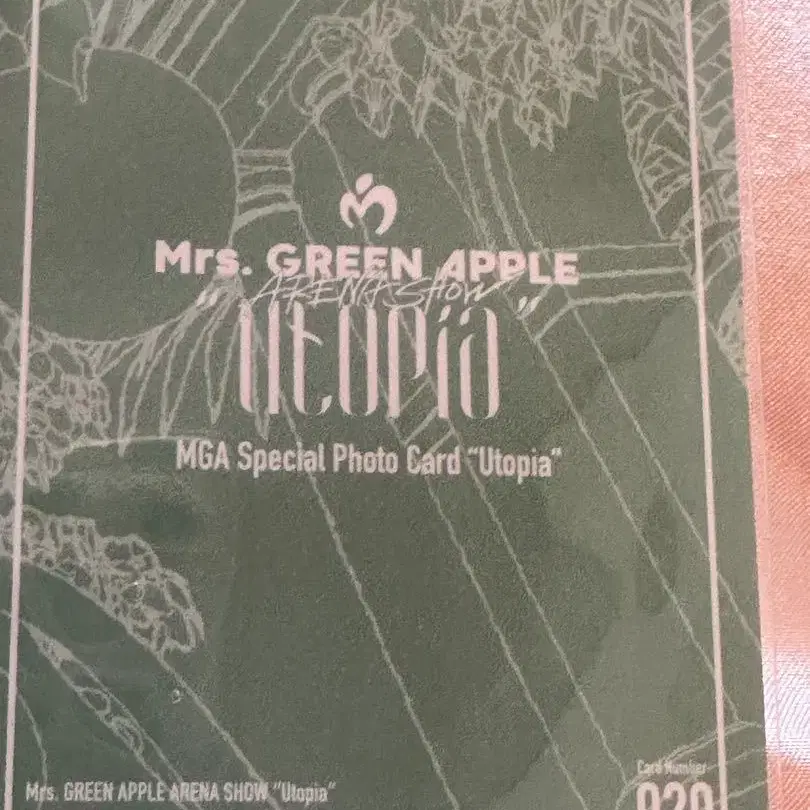 Mrs. GREEN APPLE
ARENA SHOW
"Utopia"
MGA Special Photo Card "Utopia"
Mrs. GREEN APPLE ARENA SHOW "Utopia"
Card Number